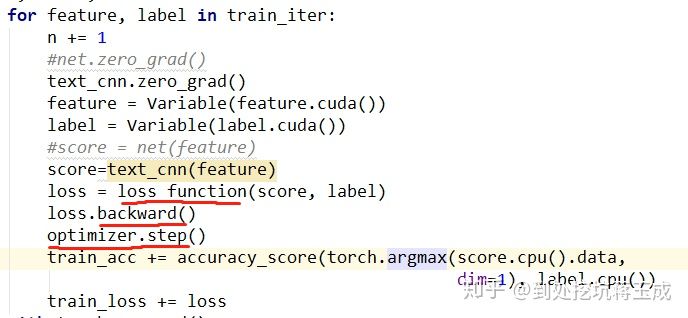 for feature, label in train_iter:
n += 1
#net.zero_grad()
text_cnn.zero_grad()
feature = Variable(feature.cuda())
label = Variable(label.cuda())
#score = net(feature)
score=text_cnn(feature)
loss = loss_function(score, label)
loss.backward()
optimizer.step()
train_acc += accuracy_score(torch.argmax(score.cpu().data,
dim=1), label.cpu())
train_loss += loss
知乎 @到处挖坑蒋玉成